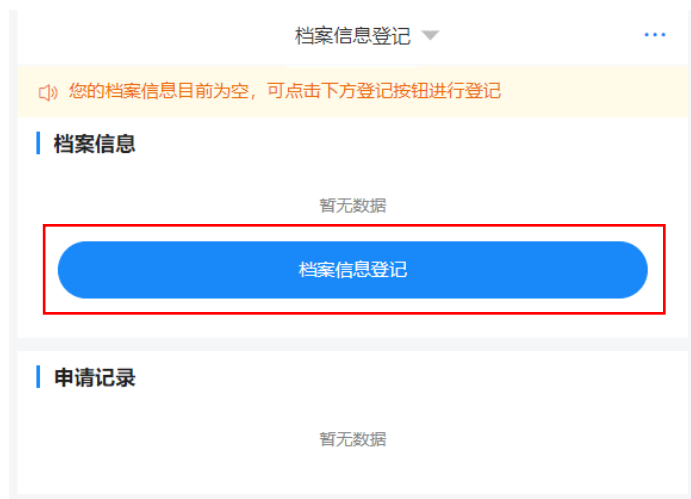 档案信息登记
您的档案信息目前为空，可点击下方登记按钮进行登记
档案信息
暂无数据
档案信息登记
申请记录
暂无数据